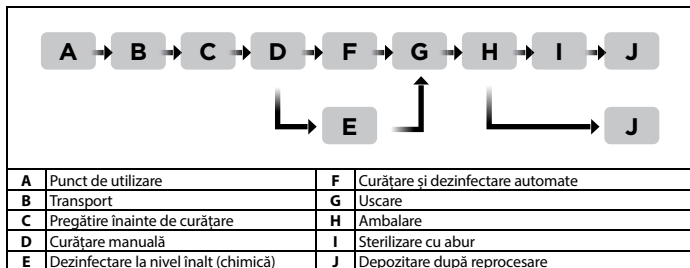 A B C D F G H I J
E J
A Punct de utilizare F Curățare și dezinfectare automate
B Transport G Uscare
C Pregătire înainte de curățare H Ambalare
D Curățare manuală I Sterilizare cu abur
E Dezinfectare la nivel înalt (chimică) J Depozitare după reprocesare